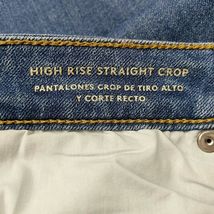 HIGH RISE STRAIGHT CROP
PANTALONES CROP DE TIRO ALTO
Y CORTE RECTO